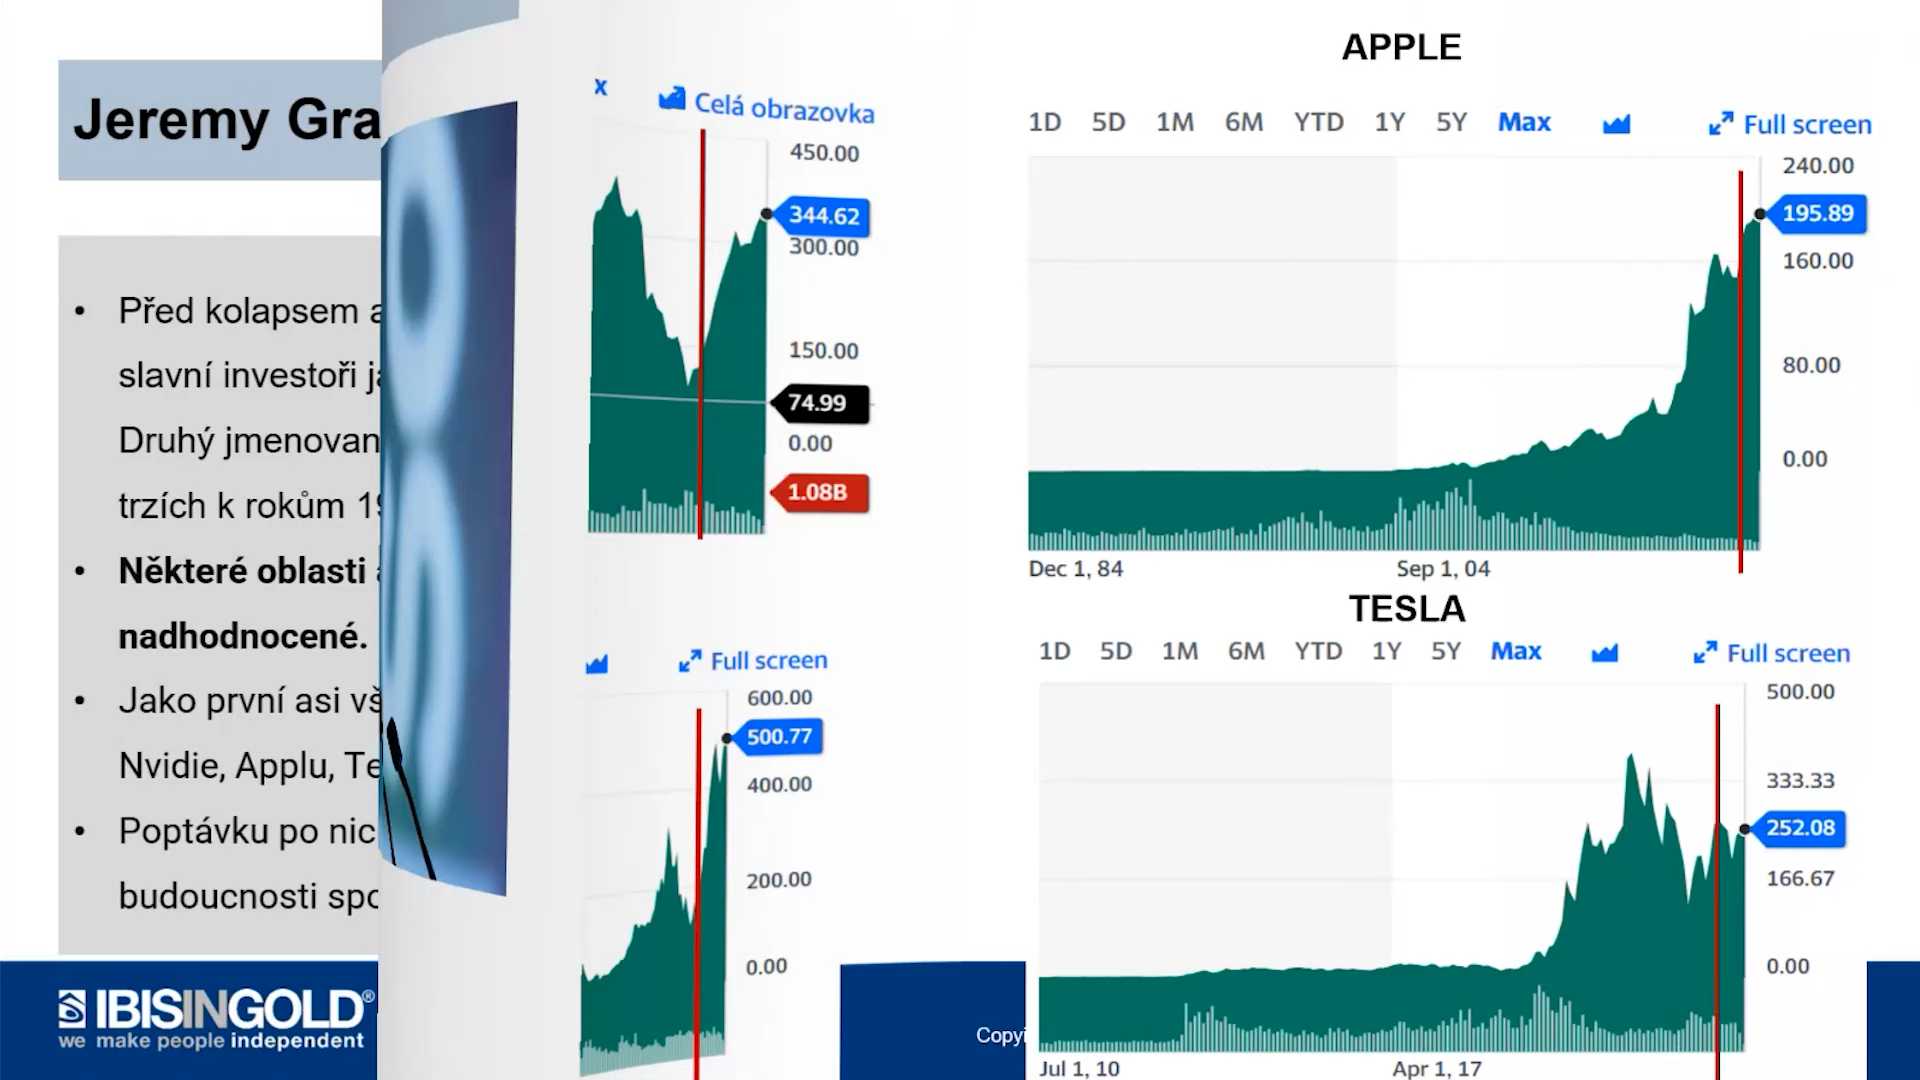 Jeremy Gra
Před kolapsem a
slavní investoři ja
Druhý jmenovan
trzích k rokům 19
Některé oblasti a
nadhodnocené.
Jako první asi vš
Nvidie, Applu, Te
Poptávku po nic
budoucnosti spo
IBISINGOLD®
we make people independent
x Celá obrazovka
450.00
344.62
300.00
150.00
74.99
0.00
1.08B
Full screen
600.00
500.77
400.00
200.00
0.00
Copyi
APPLE
1D 5D 1M 6M YTD 1Y 5Y Max Full screen
240.00
195.89
160.00
80.00
0.00
Dec 1, 84 Sep 1, 04
TESLA
1D 5D 1M 6M YTD 1Y 5Y Max Full screen
500.00
333.33
252.08
166.67
0.00
Jul 1, 10 Apr 1, 17